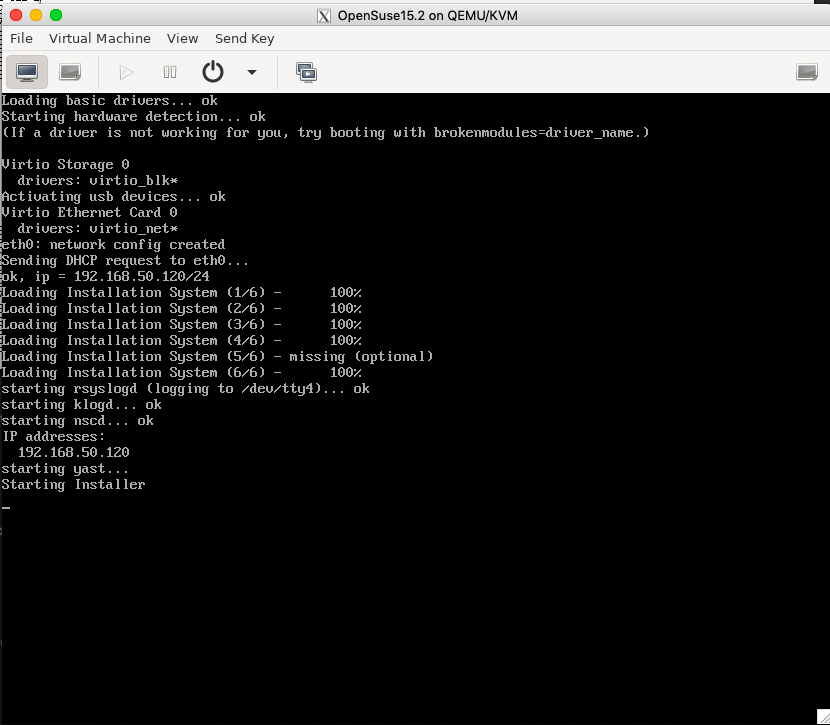 OpenSuse15.2 on QEMU/KVM
File Virtual Machine View Send Key
Loading basic drivers... ok
Starting hardware detection... ok
(If a driver is not working for you, try booting with brokenmodules=driver_name.)
Virtio Storage 0
drivers: virtio_blk*
Activating usb devices... ok
Virtio Ethernet Card 0
drivers: virtio_net*
eth0: network config created
Sending DHCP request to eth0...
ok, ip = 192.168.50.120/24
Loading Installation System (1/6) - 100%
Loading Installation System (2/6) - 100%
Loading Installation System (3/6) - 100%
Loading Installation System (4/6) - 100%
Loading Installation System (5/6) - missing (optional)
Loading Installation System (6/6) - 100%
starting rsyslogd (logging to /dev/tty4)... ok
starting klogd... ok
starting nscd... ok
IP addresses:
192.168.50.120
starting yast...
Starting Installer